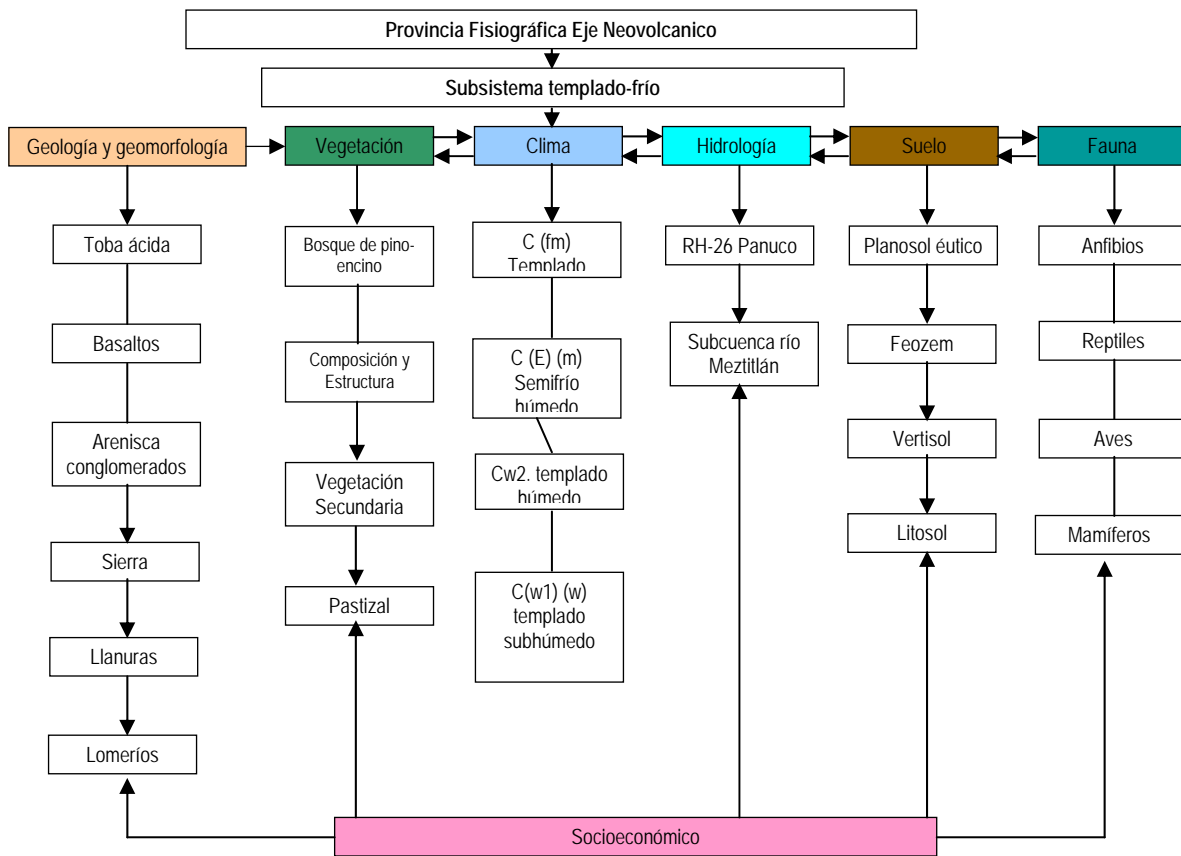 Provincia Fisiográfica Eje Neovolcanico
Subsistema templado-frío
Geología y geomorfología
Vegetación
Clima
Hidrología
Suelo
Fauna
Toba ácida
Basaltos
Arenisca
conglomerados
Sierra
Llanuras
Lomeríos
Bosque de pino-
encino
Composición y
Estructura
Vegetación
Secundaria
Pastizal
C (fm)
Templado
C (E) (m)
Semifrío
húmedo
Cw2. templado
húmedo
C(w1) (w)
templado
subhúmedo
RH-26 Panuco
Subcuenca río
Meztitlán
Planosol éutico
Feozem
Vertisol
Litosol
Anfibios
Reptiles
Aves
Mamíferos
Socioeconómico